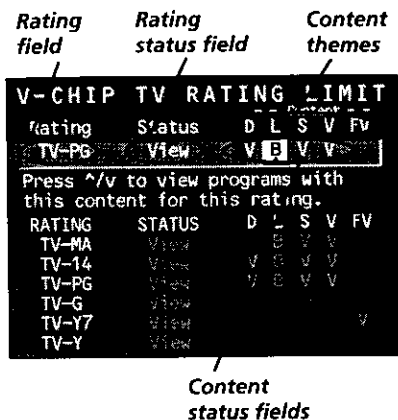 Rating field
Rating status field
Content themes
V-CHIP TV RATING LIMIT
Content
Rating Status D L S V FV
TV-PG View V B V V
Press ^/v to view programs with
this content for this rating.
RATING STATUS D L S V FV
TV-MA View B V V
TV-14 View V B V V
TV-PG View V B V V
TV-G View
TV-Y7 View V
TV-Y View
Content status fields